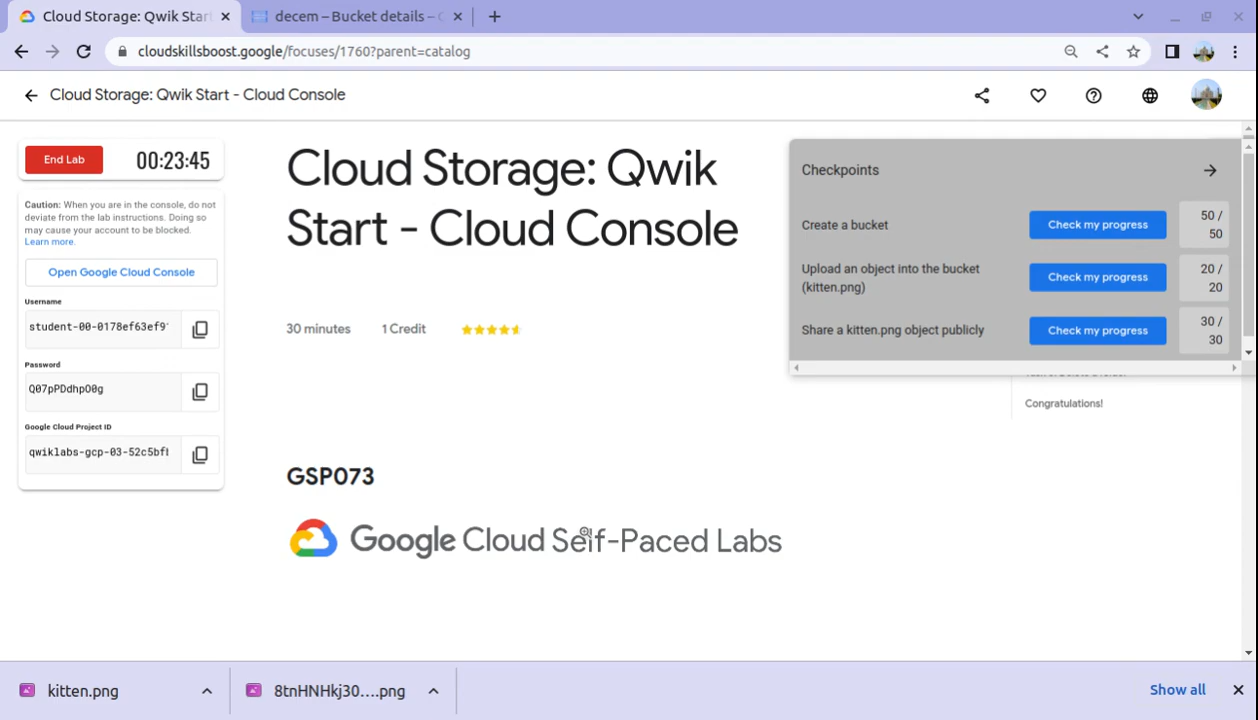 Cloud Storage: Qwik Start
decem – Bucket details –
cloudskillsboost.google/focuses/1760?parent=catalog
Cloud Storage: Qwik Start - Cloud Console
End Lab
00:23:45
Caution: When you are in the console, do not
deviate from the lab instructions. Doing so
may cause your account to be blocked.
Learn more.
Open Google Cloud Console
Username
student-00-0178ef63ef9
Password
Q07pPDdhpO0g
Google Cloud Project ID
qwiklabs-gcp-03-52c5bf
Cloud Storage: Qwik
Start - Cloud Console
30 minutes
1 Credit
GSP073
Google Cloud Self-Paced Labs
Checkpoints
Create a bucket
Check my progress
50 /
50
Upload an object into the bucket
(kitten.png)
Check my progress
20 /
20
Share a kitten.png object publicly
Check my progress
30 /
30
Congratulations!
kitten.png
8tnHNHkj30....png
Show all